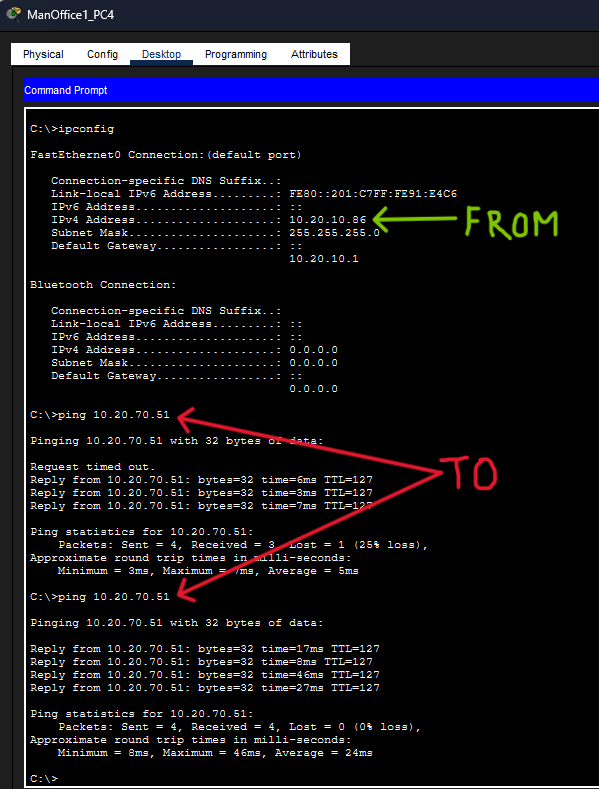 ManOffice1_PC4
Physical Config Desktop Programming Attributes
Command Prompt
C:\>ipconfig
FastEthernet0 Connection:(default port)
Connection-specific DNS Suffix..:
Link-local IPv6 Address.........: FE80::201:C7FF:FE91:E4C6
IPv6 Address....................: ::
IPv4 Address....................: 10.20.10.86
FROM
Subnet Mask.....................: 255.255.255.0
Default Gateway.................: ::
10.20.10.1
Bluetooth Connection:
Connection-specific DNS Suffix..:
Link-local IPv6 Address.........: ::
IPv6 Address....................: ::
IPv4 Address....................: 0.0.0.0
Subnet Mask.....................: 0.0.0.0
Default Gateway.................: ::
0.0.0.0
C:\>ping 10.20.70.51
Pinging 10.20.70.51 with 32 bytes of data:
Request timed out.
Reply from 10.20.70.51: bytes=32 time=6ms TTL=127
TO
Reply from 10.20.70.51: bytes=32 time=3ms TTL=127
Reply from 10.20.70.51: bytes=32 time=7ms TTL=127
Ping statistics for 10.20.70.51:
Packets: Sent = 4, Received = 3, Lost = 1 (25% loss),
Approximate round trip times in milli-seconds:
Minimum = 3ms, Maximum = 7ms, Average = 5ms
C:\>ping 10.20.70.51
Pinging 10.20.70.51 with 32 bytes of data:
Reply from 10.20.70.51: bytes=32 time=17ms TTL=127
Reply from 10.20.70.51: bytes=32 time=8ms TTL=127
Reply from 10.20.70.51: bytes=32 time=46ms TTL=127
Reply from 10.20.70.51: bytes=32 time=27ms TTL=127
Ping statistics for 10.20.70.51:
Packets: Sent = 4, Received = 4, Lost = 0 (0% loss),
Approximate round trip times in milli-seconds:
Minimum = 8ms, Maximum = 46ms, Average = 24ms
C:\>